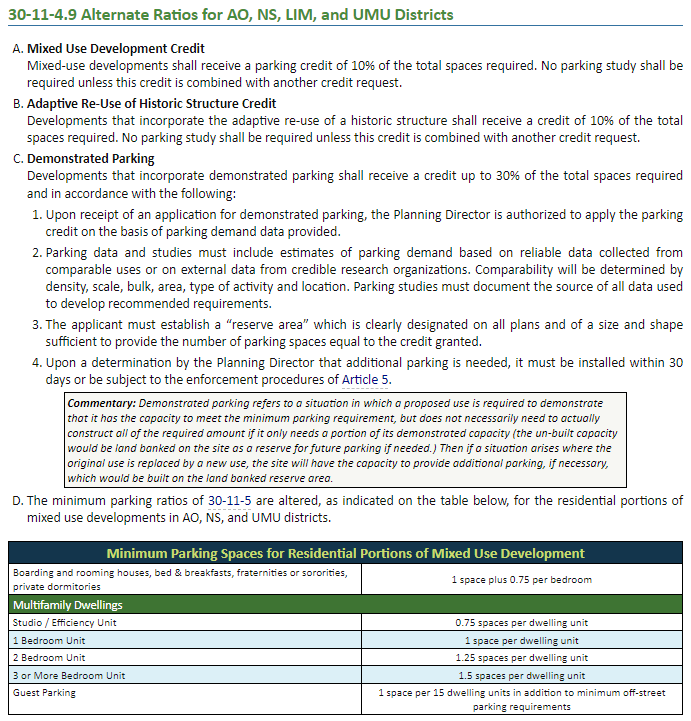 30-11-4.9 Alternate Ratios for AO, NS, LIM, and UMU Districts
A. Mixed Use Development Credit
Mixed-use developments shall receive a parking credit of 10% of the total spaces required. No parking study shall be
required unless this credit is combined with another credit request.
B. Adaptive Re-Use of Historic Structure Credit
Developments that incorporate the adaptive re-use of a historic structure shall receive a credit of 10% of the total
spaces required. No parking study shall be required unless this credit is combined with another credit request.
C. Demonstrated Parking
Developments that incorporate demonstrated parking shall receive a credit up to 30% of the total spaces required
and in accordance with the following:
1. Upon receipt of an application for demonstrated parking, the Planning Director is authorized to apply the parking
credit on the basis of parking demand data provided.
2. Parking data and studies must include estimates of parking demand based on reliable data collected from
comparable uses or on external data from credible research organizations. Comparability will be determined by
density, scale, bulk, area, type of activity and location. Parking studies must document the source of all data used
to develop recommended requirements.
3. The applicant must establish a “reserve area” which is clearly designated on all plans and of a size and shape
sufficient to provide the number of parking spaces equal to the credit granted.
4. Upon a determination by the Planning Director that additional parking is needed, it must be installed within 30
days or be subject to the enforcement procedures of Article 5.
Commentary: Demonstrated parking refers to a situation in which a proposed use is required to demonstrate
that it has the capacity to meet the minimum parking requirement, but does not necessarily need to actually
construct all of the required amount if it only needs a portion of its demonstrated capacity (the un-built capacity
would be land banked on the site as a reserve for future parking if needed.) Then if a situation arises where the
original use is replaced by a new use, the site will have the capacity to provide additional parking, if necessary,
which would be built on the land banked reserve area.
D. The minimum parking ratios of 30-11-5 are altered, as indicated on the table below, for the residential portions of
mixed use developments in AO, NS, and UMU districts.
Minimum Parking Spaces for Residential Portions of Mixed Use Development
Boarding and rooming houses, bed & breakfasts, fraternities or sororities,
private dormitories
1 space plus 0.75 per bedroom
Multifamily Dwellings
Studio / Efficiency Unit
0.75 spaces per dwelling unit
1 Bedroom Unit
1 space per dwelling unit
2 Bedroom Unit
1.25 spaces per dwelling unit
3 or More Bedroom Unit
1.5 spaces per dwelling unit
Guest Parking
1 space per 15 dwelling units in addition to minimum off-street
parking requirements